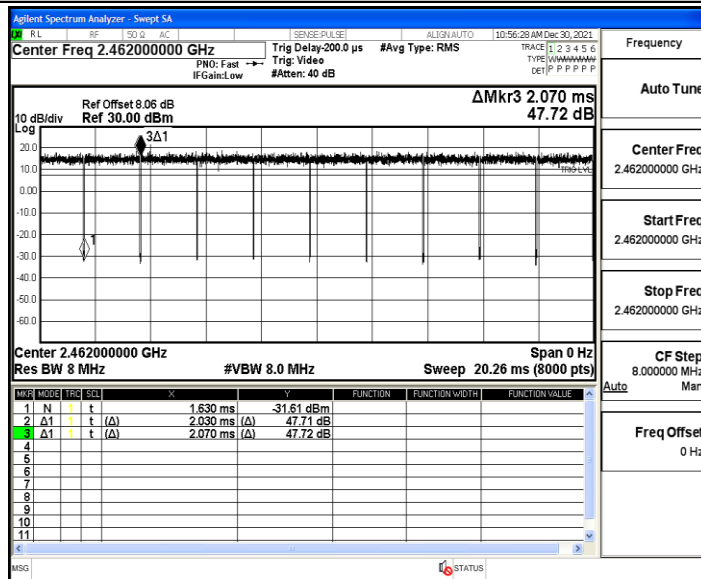 Agilent Spectrum Analyzer - Swept SA
RL RF 50 Ω AC SENSE:PULSE ALIGN AUTO 10:56:28 AM Dec 30, 2021
Center Freq 2.462000000 GHz
PNO: Fast
IFGain:Low
Trig Delay-200.0 µs
Trig: Video
#Atten: 40 dB
#Avg Type: RMS
TRACE 1 2 3 4 5 6
TYPE WWWWWW
DET P P P P P P
ΔMkr3 2.070 ms
47.72 dB
Ref Offset 8.06 dB
10 dB/div Ref 30.00 dBm
Log
3Δ1
20.0
10.0
TRIG LVL
0.00
-10.0
-20.0
1
-30.0
-40.0
-50.0
-60.0
Center 2.462000000 GHz Span 0 Hz
Res BW 8 MHz #VBW 8.0 MHz Sweep 20.26 ms (8000 pts)
MKR MODE TRC SCL X Y FUNCTION FUNCTION WIDTH FUNCTION VALUE
1 N 1 t 1.630 ms -31.61 dBm
2 Δ1 1 t (Δ) 2.030 ms (Δ) 47.71 dB
3 Δ1 1 t (Δ) 2.070 ms (Δ) 47.72 dB
4
5
6
7
8
9
10
11
MSG STATUS
Frequency
Auto Tune
Center Freq
2.462000000 GHz
Start Freq
2.462000000 GHz
Stop Freq
2.462000000 GHz
CF Step
8.000000 MHz
Auto Man
Freq Offset
0 Hz